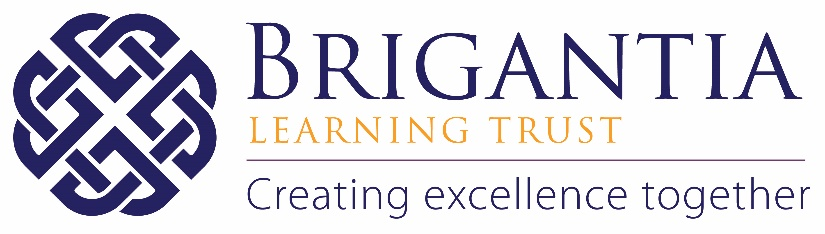 BRIGANTIA
LEARNING TRUST
Creating excellence together